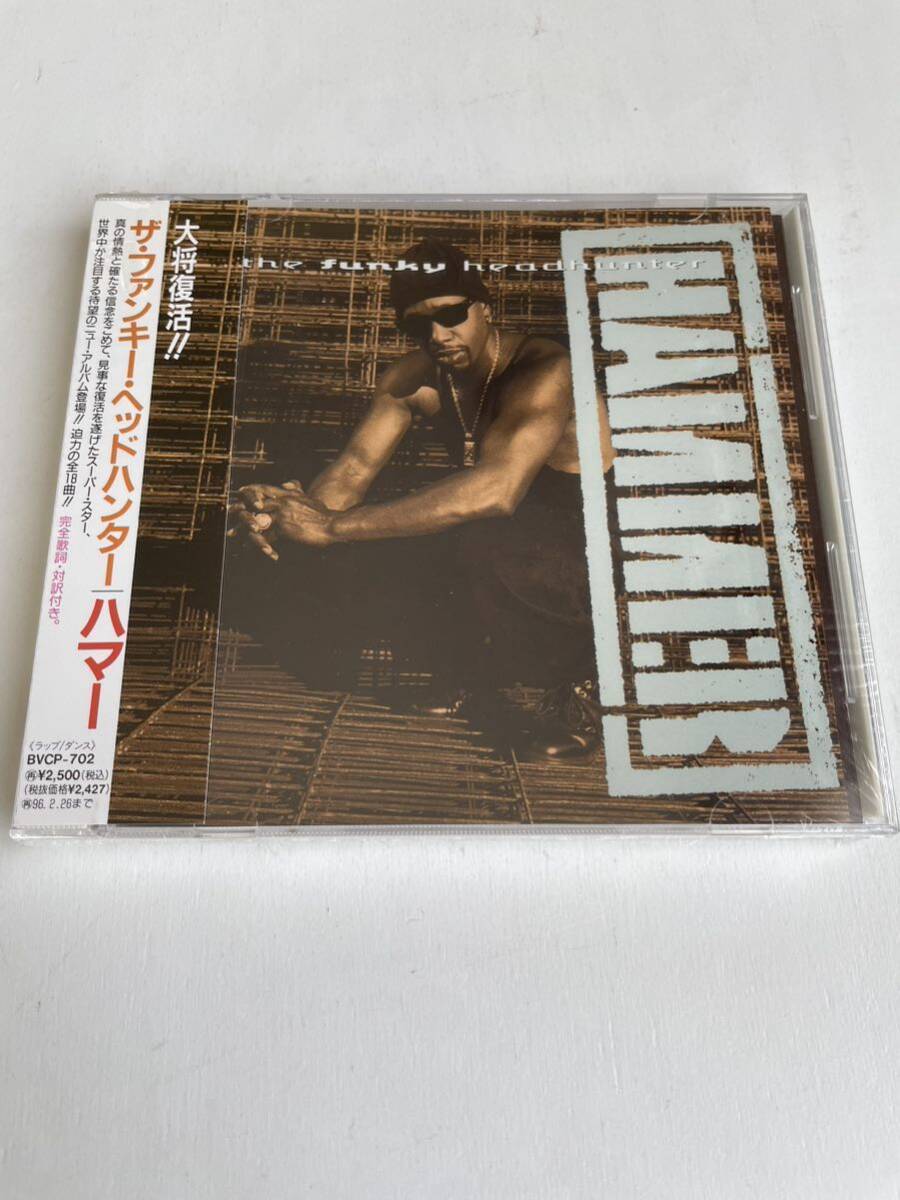 大将復活!!
ザ・ファンキー・ヘッドハンター|ハマー
真の情熱と確たる信念をこめて、見事な復活を遂げたスーパー・スター、
世界中が注目する待望のニュー・アルバム登場!! 迫力の全18曲!!
完全歌詞・対訳付き。
《ラップ/ダンス》
BVCP-702
㊢¥2,500(税込)
(税抜価格¥2,427)
㊢96.2.26まで
the funky headhunter
HAMMER